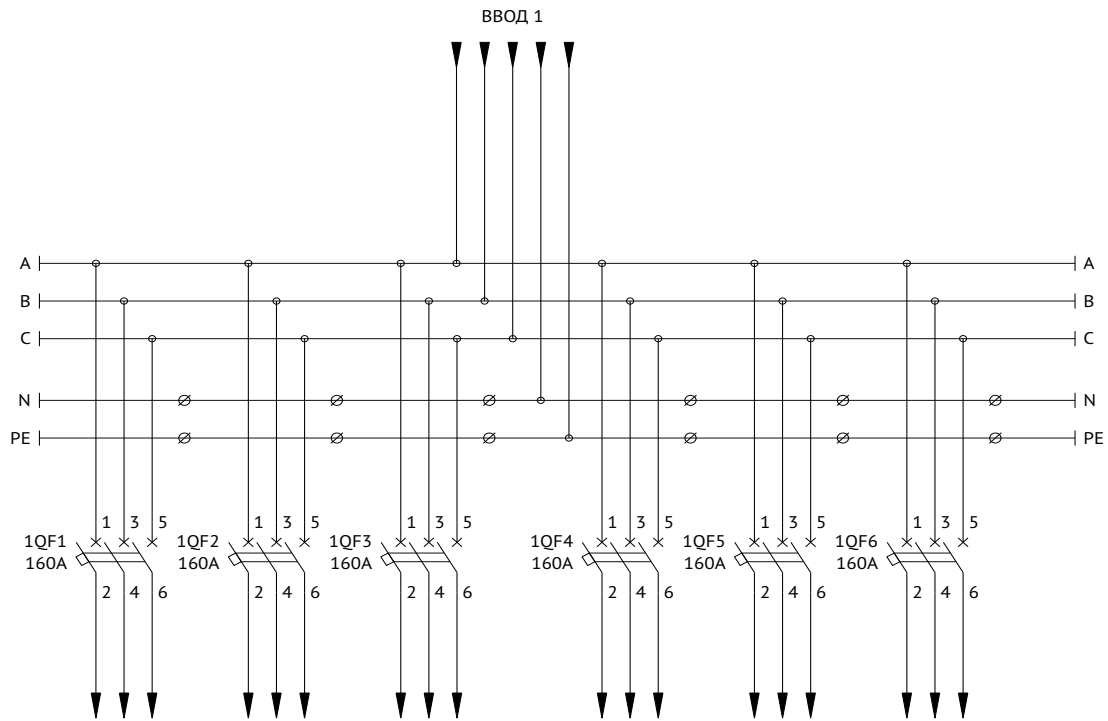 ВВОД 1
A A
B B
C C
N N
PE PE
1 3 5 1 3 5 1 3 5 1 3 5 1 3 5 1 3 5
1QF1 1QF2 1QF3 1QF4 1QF5 1QF6
160A 160A 160A 160A 160A 160A
2 4 6 2 4 6 2 4 6 2 4 6 2 4 6 2 4 6